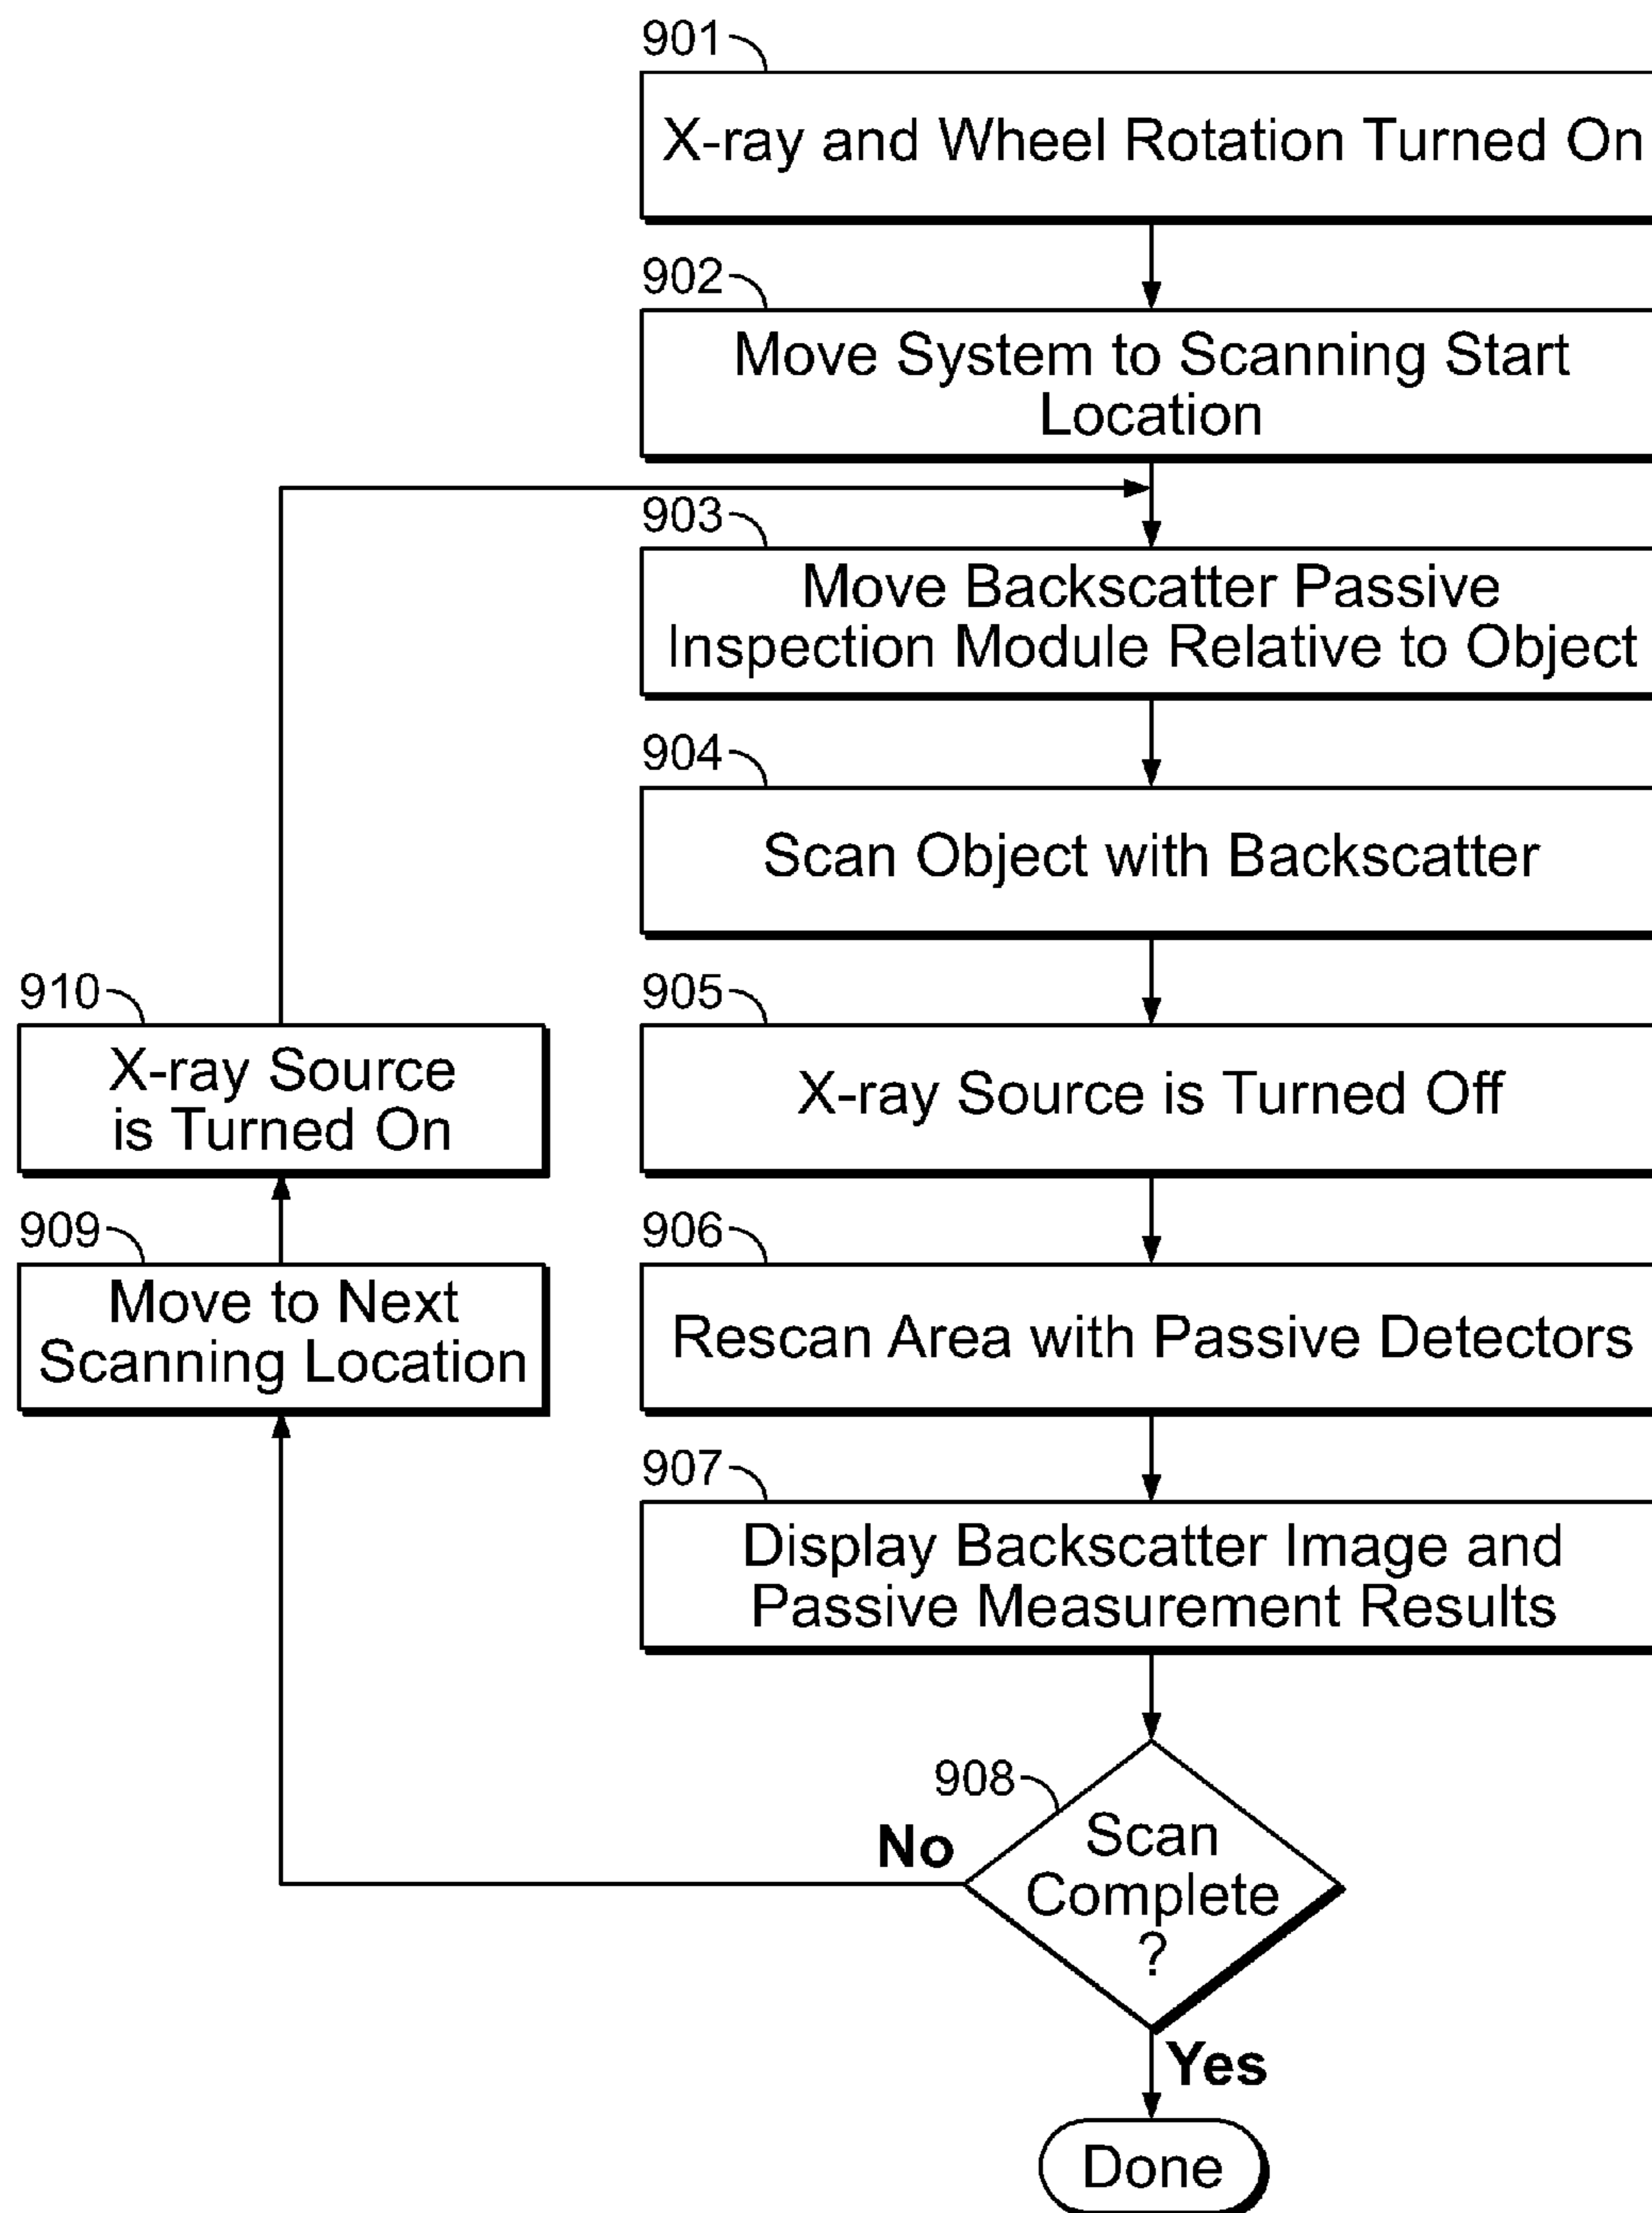 901
X-ray and Wheel Rotation Turned On
902
Move System to Scanning Start
Location
903
Move Backscatter Passive
Inspection Module Relative to Object
904
Scan Object with Backscatter
905
X-ray Source is Turned Off
906
Rescan Area with Passive Detectors
907
Display Backscatter Image and
Passive Measurement Results
908
Scan
Complete
?
No
Yes
Done
909
Move to Next
Scanning Location
910
X-ray Source
is Turned On